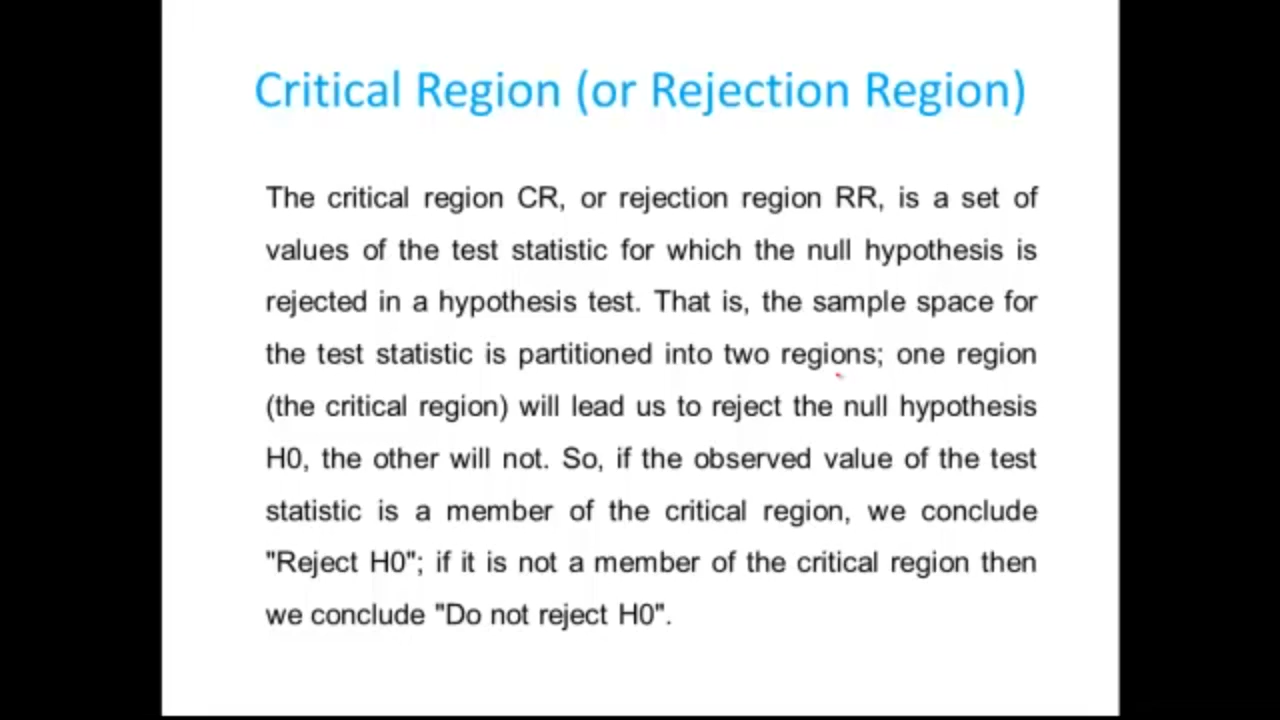 Critical Region (or Rejection Region)
The critical region CR, or rejection region RR, is a set of
values of the test statistic for which the null hypothesis is
rejected in a hypothesis test. That is, the sample space for
the test statistic is partitioned into two regions; one region
(the critical region) will lead us to reject the null hypothesis
H0, the other will not. So, if the observed value of the test
statistic is a member of the critical region, we conclude
"Reject H0"; if it is not a member of the critical region then
we conclude "Do not reject H0".